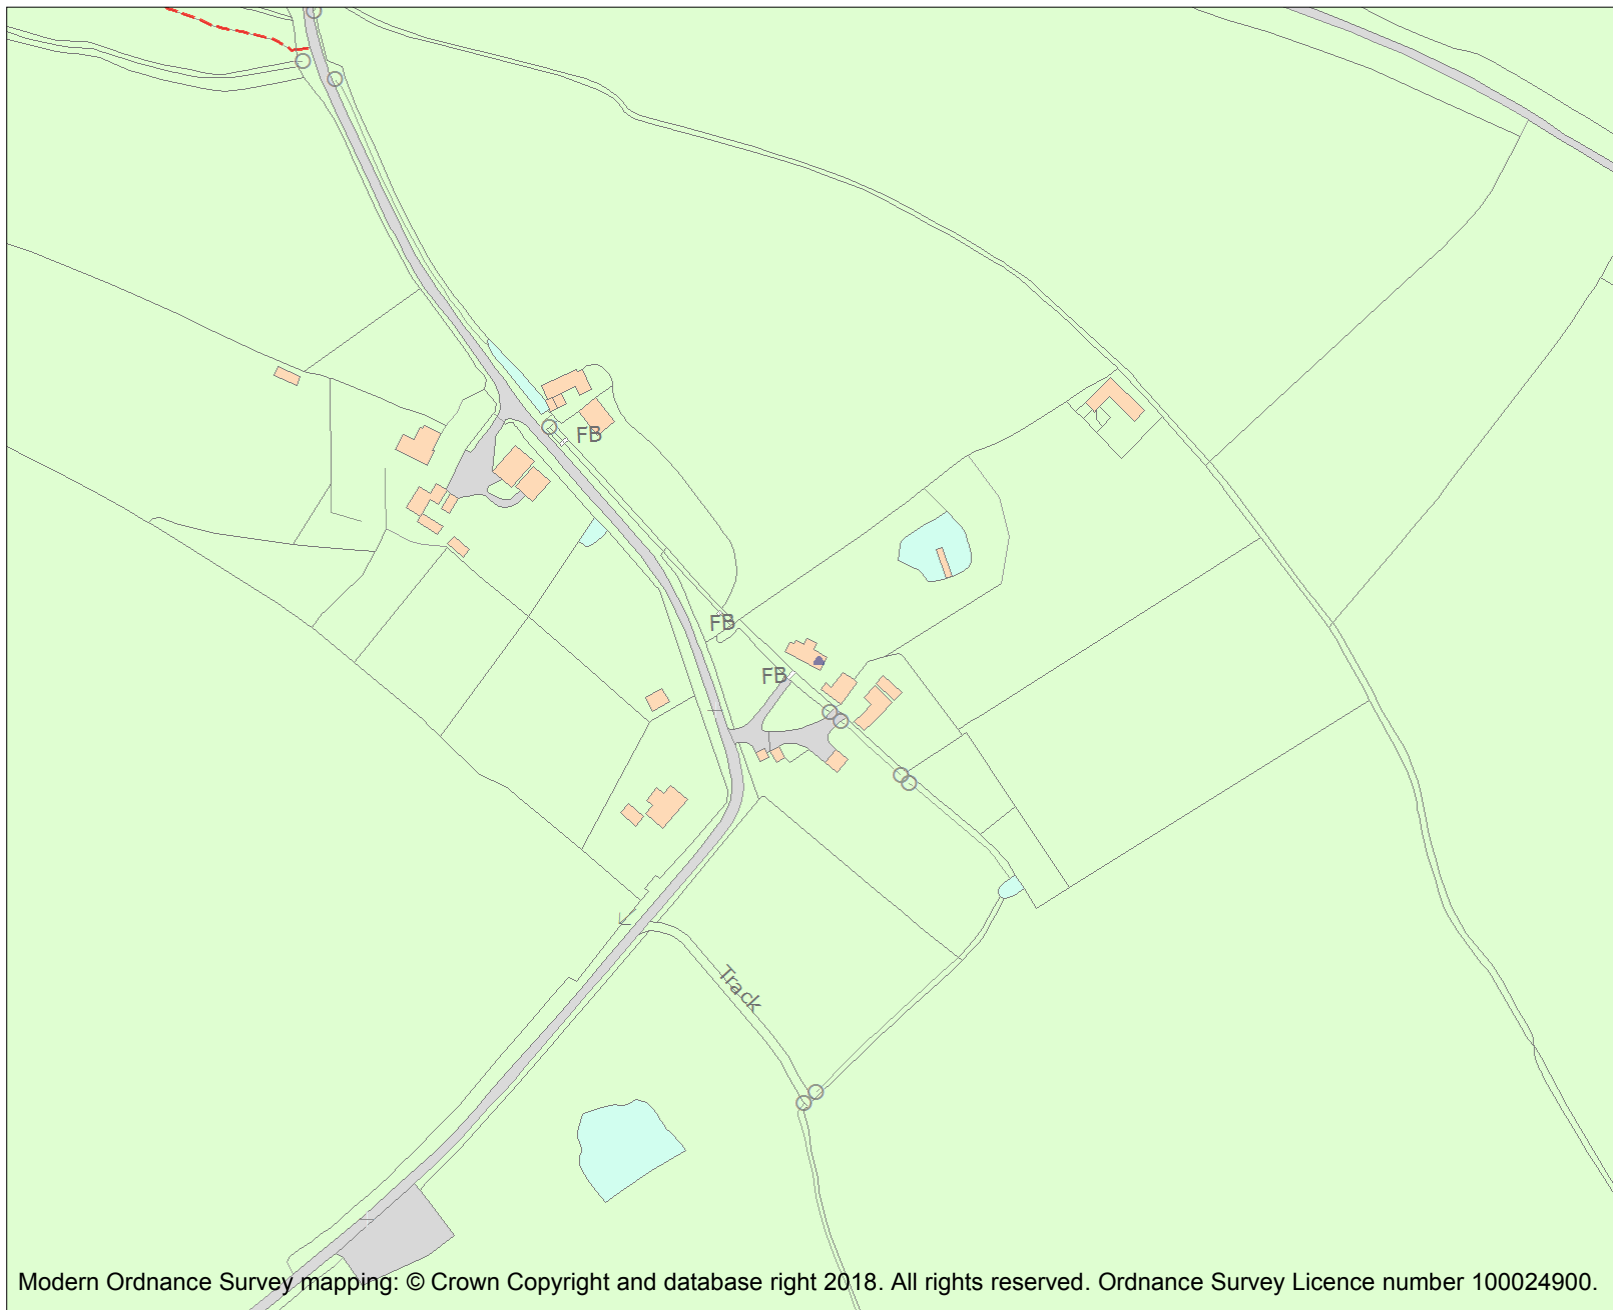 FB
FB
FB
Track
Modern Ordnance Survey mapping: © Crown Copyright and database right 2018. All rights reserved. Ordnance Survey Licence number 100024900.